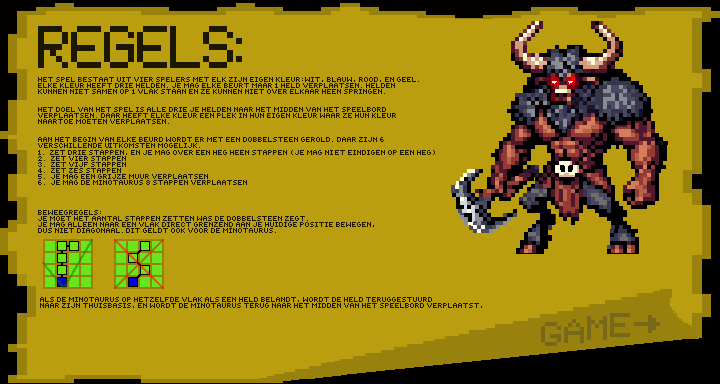 REGELS:
HET SPEL BESTAAT UIT VIER SPELERS MET ELK ZIJN EIGEN KLEUR: WIT, BLAUW, ROOD, EN GEEL.
ELKE KLEUR HEEFT DRIE HELDEN. JE MAG ELKE BEURT MAAR 1 HELD VERPLAATSEN. HELDEN
KUNNEN NIET SAMEN OP 1 VLAK STAAN EN ZE KUNNEN NIET OVER ELKAAR HEEN SPRINGEN.
HET DOEL VAN HET SPEL IS ALLE DRIE JE HELDEN NAAR HET MIDDEN VAN HET SPEELBORD
VERPLAATSEN. DAAR HEEFT ELKE KLEUR EEN PLEK IN HUN EIGEN KLEUR WAAR ZE HUN KLEUR
NAARTOE MOETEN VERPLAATSEN.
AAN HET BEGIN VAN ELKE BEURD WORDT ER MET EEN DOBBELSTEEN GEROLD. DAAR ZIJN 6
VERSCHILLENDE UITKOMSTEN MOGELIJK.
1. ZET DRIE STAPPEN, EN JE MAG OVER EEN HEG HEEN STAPPEN (JE MAG NIET EINDIGEN OP EEN HEG)
2. ZET VIER STAPPEN
3. ZET VIJF STAPPEN
4. ZET ZES STAPPEN
5. JE MAG EEN GRIJZE MUUR VERPLAATSEN
6. JE MAG DE MINOTAURUS 8 STAPPEN VERPLAATSEN
BEWEEGREGELS:
JE MOET HET AANTAL STAPPEN ZETTEN WAS DE DOBBELSTEEN ZEGT.
JE MAG ALLEEN NAAR EEN VLAK DIRECT GRENZEND AAN JE HUIDIGE POSITIE BEWEGEN.
DUS NIET DIAGONAAL. DIT GELDT OOK VOOR DE MINOTAURUS.
ALS DE MINOTAURUS OP HETZELFDE VLAK ALS EEN HELD BELANDT, WORDT DE HELD TERUGGESTUURD
NAAR ZIJN THUISBASIS. EN WORDT DE MINOTAURUS TERUG NAAR HET MIDDEN VAN HET SPEELBORD VERPLAATST.
GAME→